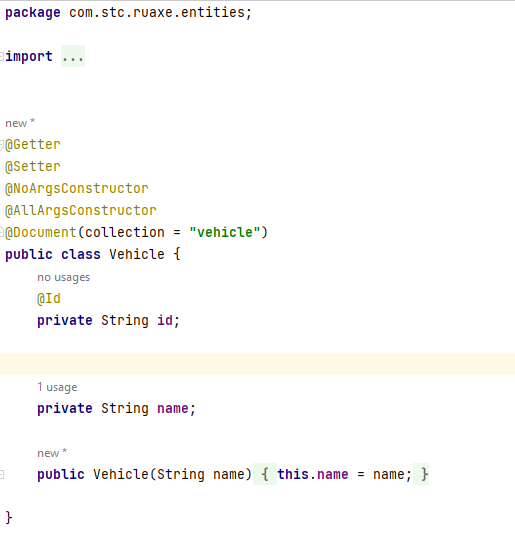 package com.stc.ruaxe.entities;
import ...
new *
@Getter
@Setter
@NoArgsConstructor
@AllArgsConstructor
@Document(collection = "vehicle")
public class Vehicle {
no usages
@Id
private String id;
1 usage
private String name;
new *
public Vehicle(String name) { this.name = name; }
}